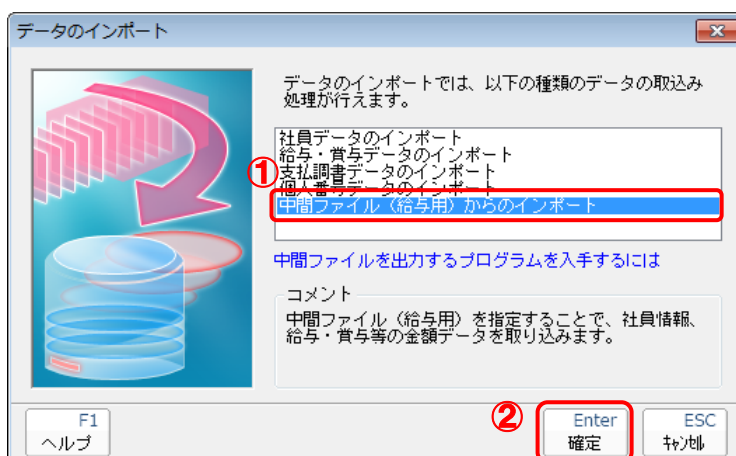 データのインポート
データのインポートでは、以下の種類のデータの取込み
処理が行えます。
社員データのインポート
給与・賞与データのインポート
①
支払調書データのインポート
個人番号データのインポート
中間ファイル（給与用）からのインポート
中間ファイルを出力するプログラムを入手するには
コメント
中間ファイル（給与用）を指定することで、社員情報、
給与・賞与等の金額データを取り込みます。
F1
ヘルプ
②
Enter
確定
ESC
ｷｬﾝｾﾙ